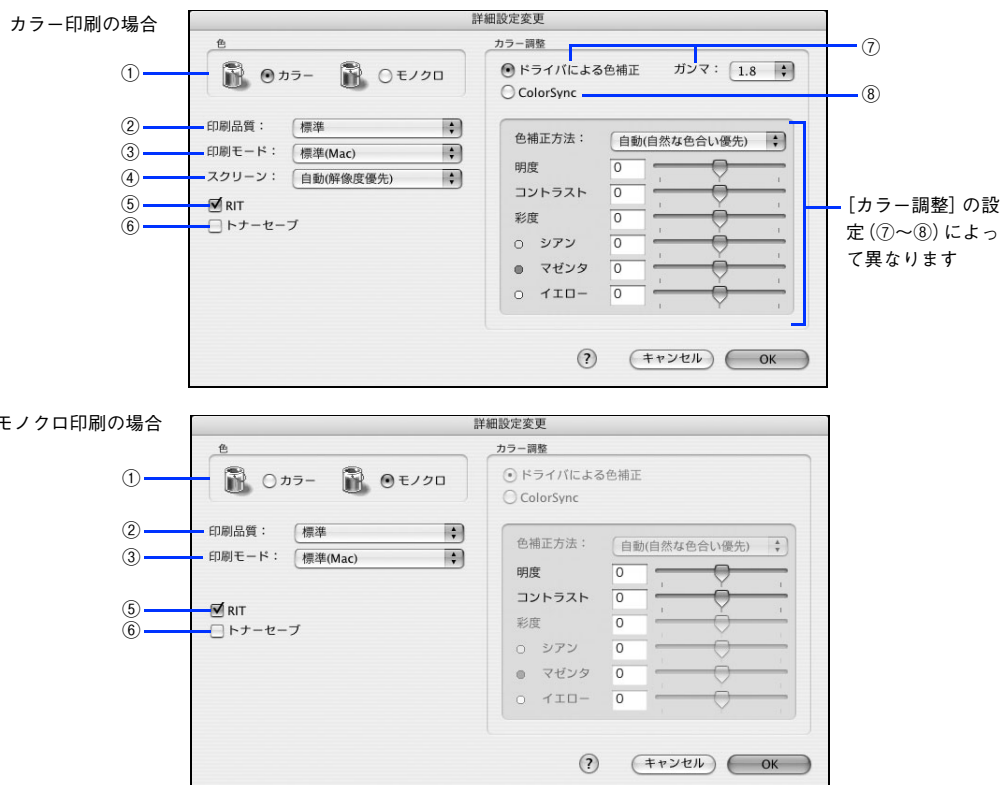 カラー印刷の場合
詳細設定変更
色
① カラー モノクロ
② 印刷品質： 標準
③ 印刷モード： 標準(Mac)
④ スクリーン： 自動(解像度優先)
⑤ RIT
⑥ トナーセーブ
カラー調整
ドライバによる色補正 ガンマ： 1.8 ⑦
ColorSync ⑧
色補正方法： 自動(自然な色合い優先)
明度 0
コントラスト 0
彩度 0
シアン 0
マゼンタ 0
イエロー 0
［カラー調整］の設
定(⑦～⑧)によっ
て異なります
? キャンセル OK
モノクロ印刷の場合
詳細設定変更
色
① カラー モノクロ
② 印刷品質： 標準
③ 印刷モード： 標準(Mac)
⑤ RIT
⑥ トナーセーブ
カラー調整
ドライバによる色補正
ColorSync
色補正方法： 自動(自然な色合い優先)
明度 0
コントラスト 0
彩度 0
シアン 0
マゼンタ 0
イエロー 0
? キャンセル OK